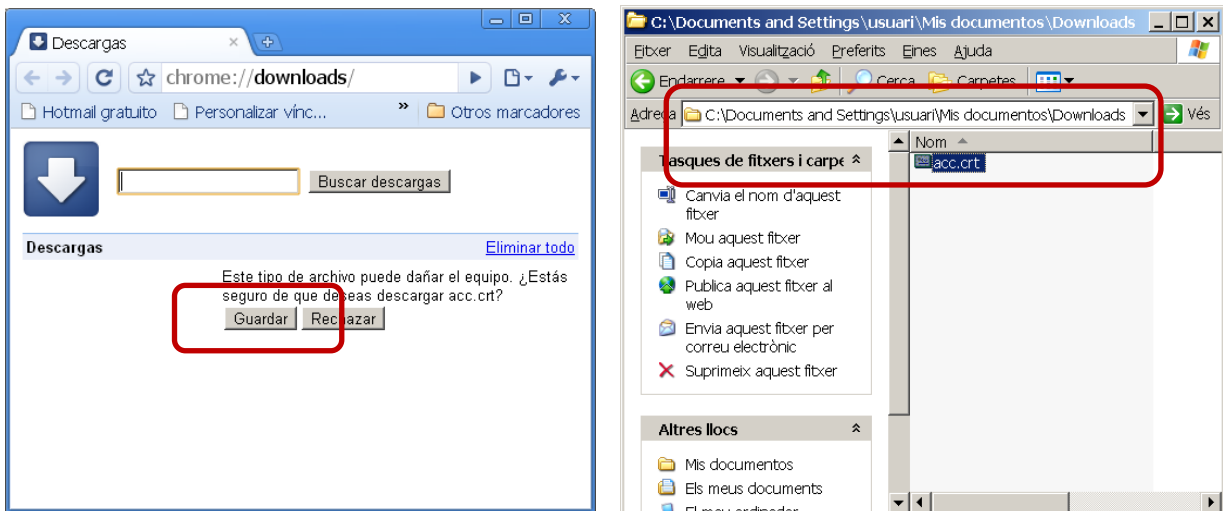 Descargas
chrome://downloads/
Hotmail gratuito
Personalizar vínc...
»
Otros marcadores
Buscar descargas
Descargas
Eliminar todo
Este tipo de archivo puede dañar el equipo. ¿Estás
seguro de que deseas descargar acc.crt?
Guardar
Rechazar
C:\Documents and Settings\usuari\Mis documentos\Downloads
Fitxer Edita Visualització Preferits Eines Ajuda
Endarrere
Cerca
Carpetes
Adreça
C:\Documents and Settings\usuari\Mis documentos\Downloads
Vés
Tasques de fitxers i carpe
Canvia el nom d'aquest
fitxer
Mou aquest fitxer
Copia aquest fitxer
Publica aquest fitxer al
web
Envia aquest fitxer per
correu electrònic
Suprimeix aquest fitxer
Altres llocs
Mis documentos
Els meus documents
El meu ordinador
Nom
acc.crt